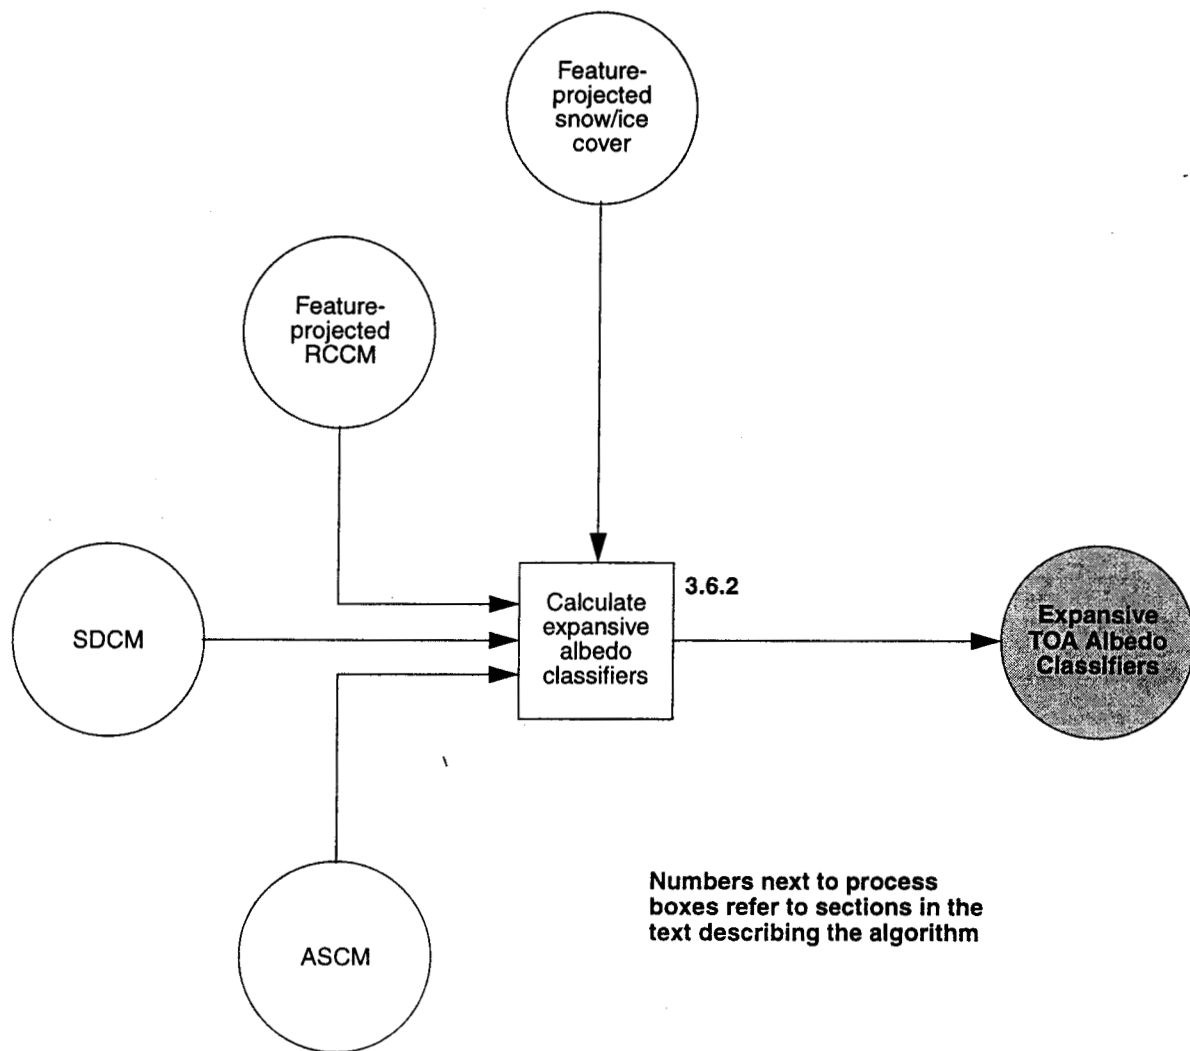 Feature-
projected
snow/ice
cover
Feature-
projected
RCCM
SDCM
Calculate
expansive
albedo
classifiers
3.6.2
Expansive
TOA Albedo
Classifiers
ASCM
Numbers next to process
boxes refer to sections in the
text describing the algorithm